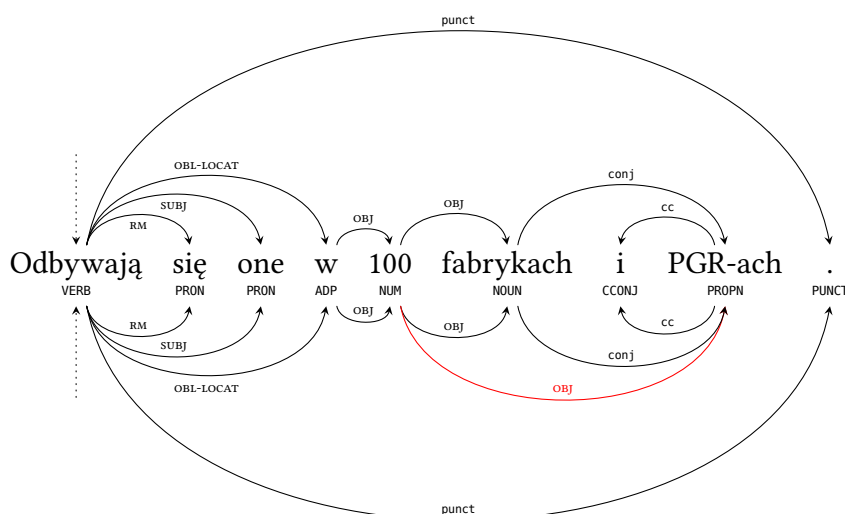 punct
OBL-LOCAT
SUBJ
RM
OBJ
OBJ
conj
cc
Odbywają się one w 100 fabrykach i PGR-ach .
VERB PRON PRON ADP NUM NOUN CCONJ PROPN PUNCT
RM
SUBJ
OBL-LOCAT
OBJ
OBJ
cc
conj
OBJ
punct